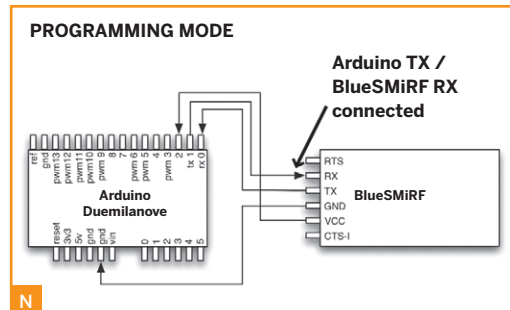 PROGRAMMING MODE
Arduino TX /
BlueSMiRF RX
connected
ref
gnd
pwm13
pwm12
pwm11
pwm10
pwm 9
8
7
pwm 6
pwm 5
4
pwm 3
2
tx 1
rx 0
Arduino
Duemilanove
reset
3v3
5v
gnd
gnd
vin
0
1
2
3
4
5
RTS
RX
TX
GND
VCC
CTS-I
BlueSMiRF
N